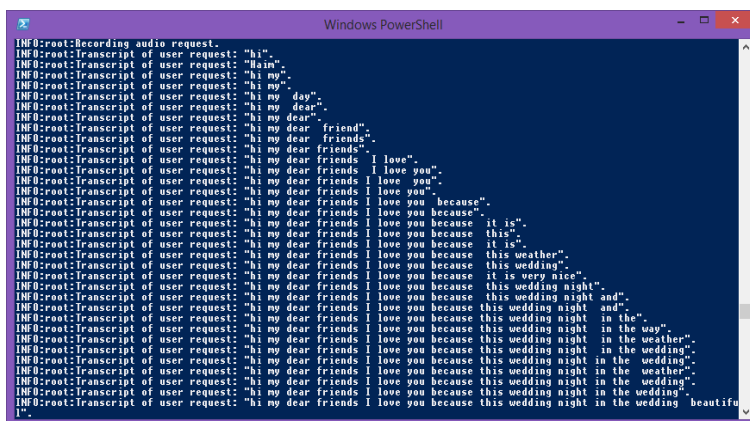 Windows PowerShell
INFO:root:Recording audio request.
INFO:root:Transcript of user request: "hi".
INFO:root:Transcript of user request: "Haim".
INFO:root:Transcript of user request: "hi my".
INFO:root:Transcript of user request: "hi my".
INFO:root:Transcript of user request: "hi my  day".
INFO:root:Transcript of user request: "hi my  dear".
INFO:root:Transcript of user request: "hi my dear".
INFO:root:Transcript of user request: "hi my dear  friend".
INFO:root:Transcript of user request: "hi my dear  friends".
INFO:root:Transcript of user request: "hi my dear friends".
INFO:root:Transcript of user request: "hi my dear friends  I love".
INFO:root:Transcript of user request: "hi my dear friends  I love you".
INFO:root:Transcript of user request: "hi my dear friends I love  you".
INFO:root:Transcript of user request: "hi my dear friends I love you".
INFO:root:Transcript of user request: "hi my dear friends I love you  because".
INFO:root:Transcript of user request: "hi my dear friends I love you because".
INFO:root:Transcript of user request: "hi my dear friends I love you because  it is".
INFO:root:Transcript of user request: "hi my dear friends I love you because  this".
INFO:root:Transcript of user request: "hi my dear friends I love you because  it is".
INFO:root:Transcript of user request: "hi my dear friends I love you because  this weather".
INFO:root:Transcript of user request: "hi my dear friends I love you because  this wedding".
INFO:root:Transcript of user request: "hi my dear friends I love you because  it is very nice".
INFO:root:Transcript of user request: "hi my dear friends I love you because  this wedding night".
INFO:root:Transcript of user request: "hi my dear friends I love you because  this wedding night and".
INFO:root:Transcript of user request: "hi my dear friends I love you because this wedding night  and".
INFO:root:Transcript of user request: "hi my dear friends I love you because this wedding night  in the".
INFO:root:Transcript of user request: "hi my dear friends I love you because this wedding night  in the way".
INFO:root:Transcript of user request: "hi my dear friends I love you because this wedding night  in the weather".
INFO:root:Transcript of user request: "hi my dear friends I love you because this wedding night  in the wedding".
INFO:root:Transcript of user request: "hi my dear friends I love you because this wedding night in the  wedding".
INFO:root:Transcript of user request: "hi my dear friends I love you because this wedding night in the  weather".
INFO:root:Transcript of user request: "hi my dear friends I love you because this wedding night in the  wedding".
INFO:root:Transcript of user request: "hi my dear friends I love you because this wedding night in the wedding".
INFO:root:Transcript of user request: "hi my dear friends I love you because this wedding night in the wedding  beautifu
l".